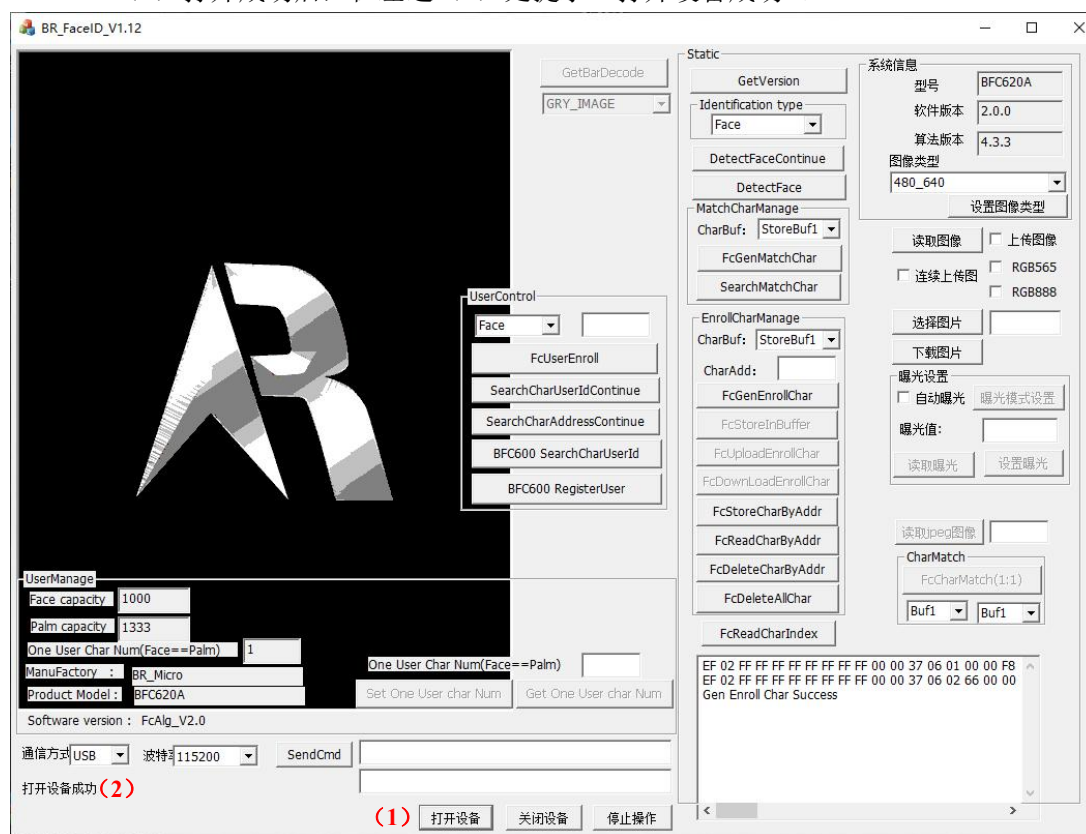 BR_FaceID_V1.12
GetBarDecode
GRY_IMAGE
Static
GetVersion
Identification type
Face
DetectFaceContinue
DetectFace
MatchCharManage
CharBuf: StoreBuf1
FcGenMatchChar
SearchMatchChar
EnrollCharManage
CharBuf: StoreBuf1
CharAdd:
FcGenEnrollChar
FcStoreInBuffer
FcUploadEnrollChar
FcDownLoadEnrollChar
FcStoreCharByAddr
FcReadCharByAddr
FcDeleteCharByAddr
FcDeleteAllChar
FcReadCharIndex
系统信息
型号 BFC620A
软件版本 2.0.0
算法版本 4.3.3
图像类型
480_640
设置图像类型
读取图像 上传图像
连续上传图 RGB565
RGB888
选择图片
下载图片
曝光设置
自动曝光 曝光模式设置
曝光值:
读取曝光 设置曝光
读取jpeg图像
CharMatch
FcCharMatch(1:1)
Buf1 Buf1
UserControl
Face
FcUserEnroll
SearchCharUserIdContinue
SearchCharAddressContinue
BFC600 SearchCharUserId
BFC600 RegisterUser
UserManage
Face capacity 1000
Palm capacity 1333
One User Char Num(Face==Palm) 1
ManuFactory : BR_Micro
Product Model: BFC620A
One User Char Num(Face==Palm)
Set One User char Num Get One User char Num
Software version : FcAlg_V2.0
EF 02 FF FF FF FF FF FF FF FF 00 00 37 06 01 00 00 F8
EF 02 FF FF FF FF FF FF FF FF 00 00 37 06 02 66 00 00
Gen Enroll Char Success
通信方式 USB 波特 115200 SendCmd
打开设备成功(2)
(1) 打开设备 关闭设备 停止操作